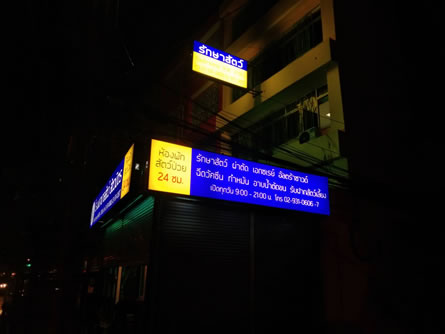 รักษาสัตว์
ห้องพัก
สัตว์ป่วย
24 ชม.
รักษาสัตว์ ผ่าตัด เอกซเรย์ อัลตร้าซาวด์
ฉีดวัคซีน ทำหมัน อาบน้ำตัดขน รับฝากสัตว์เลี้ยง
เปิดทุกวัน 9:00 - 21:00 น. โทร 02-931-0606 -7